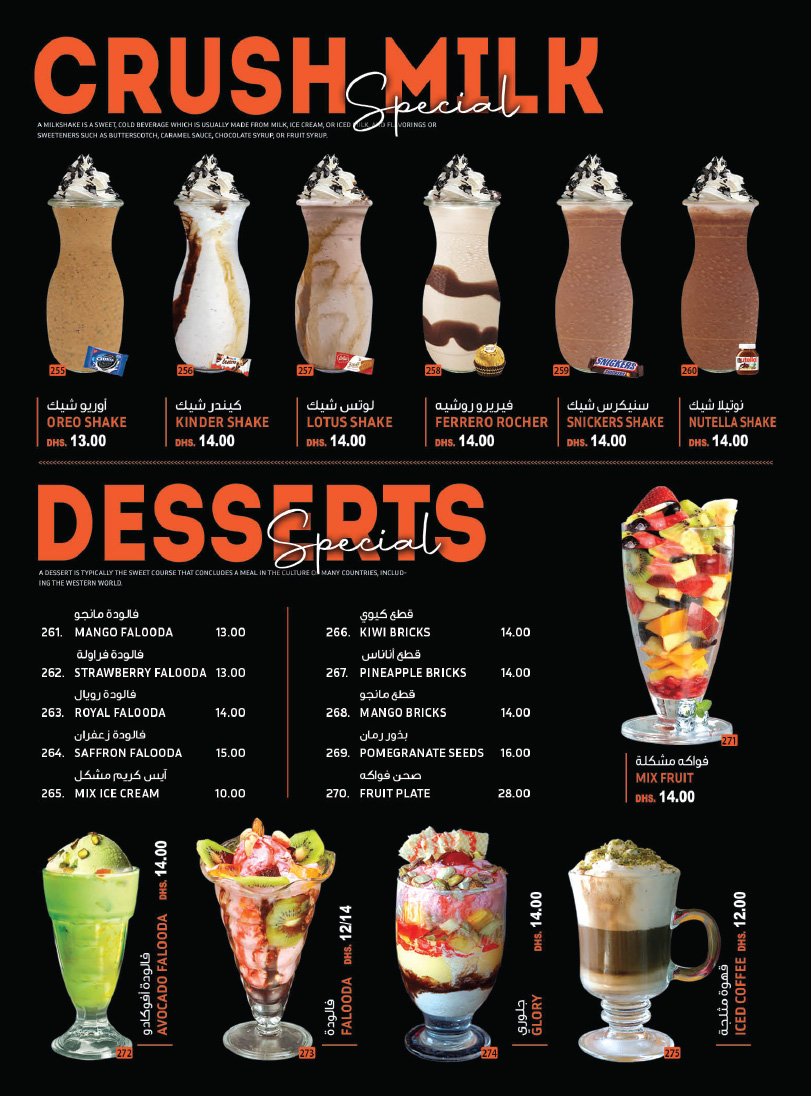 CRUSH MILK
Special
A MILKSHAKE IS A SWEET, COLD BEVERAGE WHICH IS USUALLY MADE FROM MILK, ICE CREAM, OR ICED MILK, AND FLAVORINGS OR
SWEETENERS SUCH AS BUTTERSCOTCH, CARAMEL SAUCE, CHOCOLATE SYRUP, OR FRUIT SYRUP.
255
256
257
258
259
SNICKERS
260
nutella
أوريو شيك
OREO SHAKE
DHS. 13.00
كيندر شيك
KINDER SHAKE
DHS. 14.00
لوتس شيك
LOTUS SHAKE
DHS. 14.00
فيريرو روشيه
FERRERO ROCHER
DHS. 14.00
سنيكرس شيك
SNICKERS SHAKE
DHS. 14.00
نوتيلا شيك
NUTELLA SHAKE
DHS. 14.00
DESSERTS
Special
A DESSERT IS TYPICALLY THE SWEET COURSE THAT CONCLUDES A MEAL IN THE CULTURE OF MANY COUNTRIES, INCLUD-
ING THE WESTERN WORLD.
فالودة مانجو
261. MANGO FALOODA 13.00
فالودة فراولة
262. STRAWBERRY FALOODA 13.00
فالودة رويال
263. ROYAL FALOODA 14.00
فالودة زعفران
264. SAFFRON FALOODA 15.00
آيس كريم مشكل
265. MIX ICE CREAM 10.00
قطع كيوي
266. KIWI BRICKS 14.00
قطع أناناس
267. PINEAPPLE BRICKS 14.00
قطع مانجو
268. MANGO BRICKS 14.00
بذور رمان
269. POMEGRANATE SEEDS 16.00
صحن فواكه
270. FRUIT PLATE 28.00
271
فواكه مشكلة
MIX FRUIT
DHS. 14.00
272
فالودة أفوكادو
AVOCADO FALOODA DHS. 14.00
273
فالودة
FALOODA DHS. 12/14
274
جلوري
GLORY DHS. 14.00
275
قهوة مثلجة
ICED COFFEE DHS. 12.00